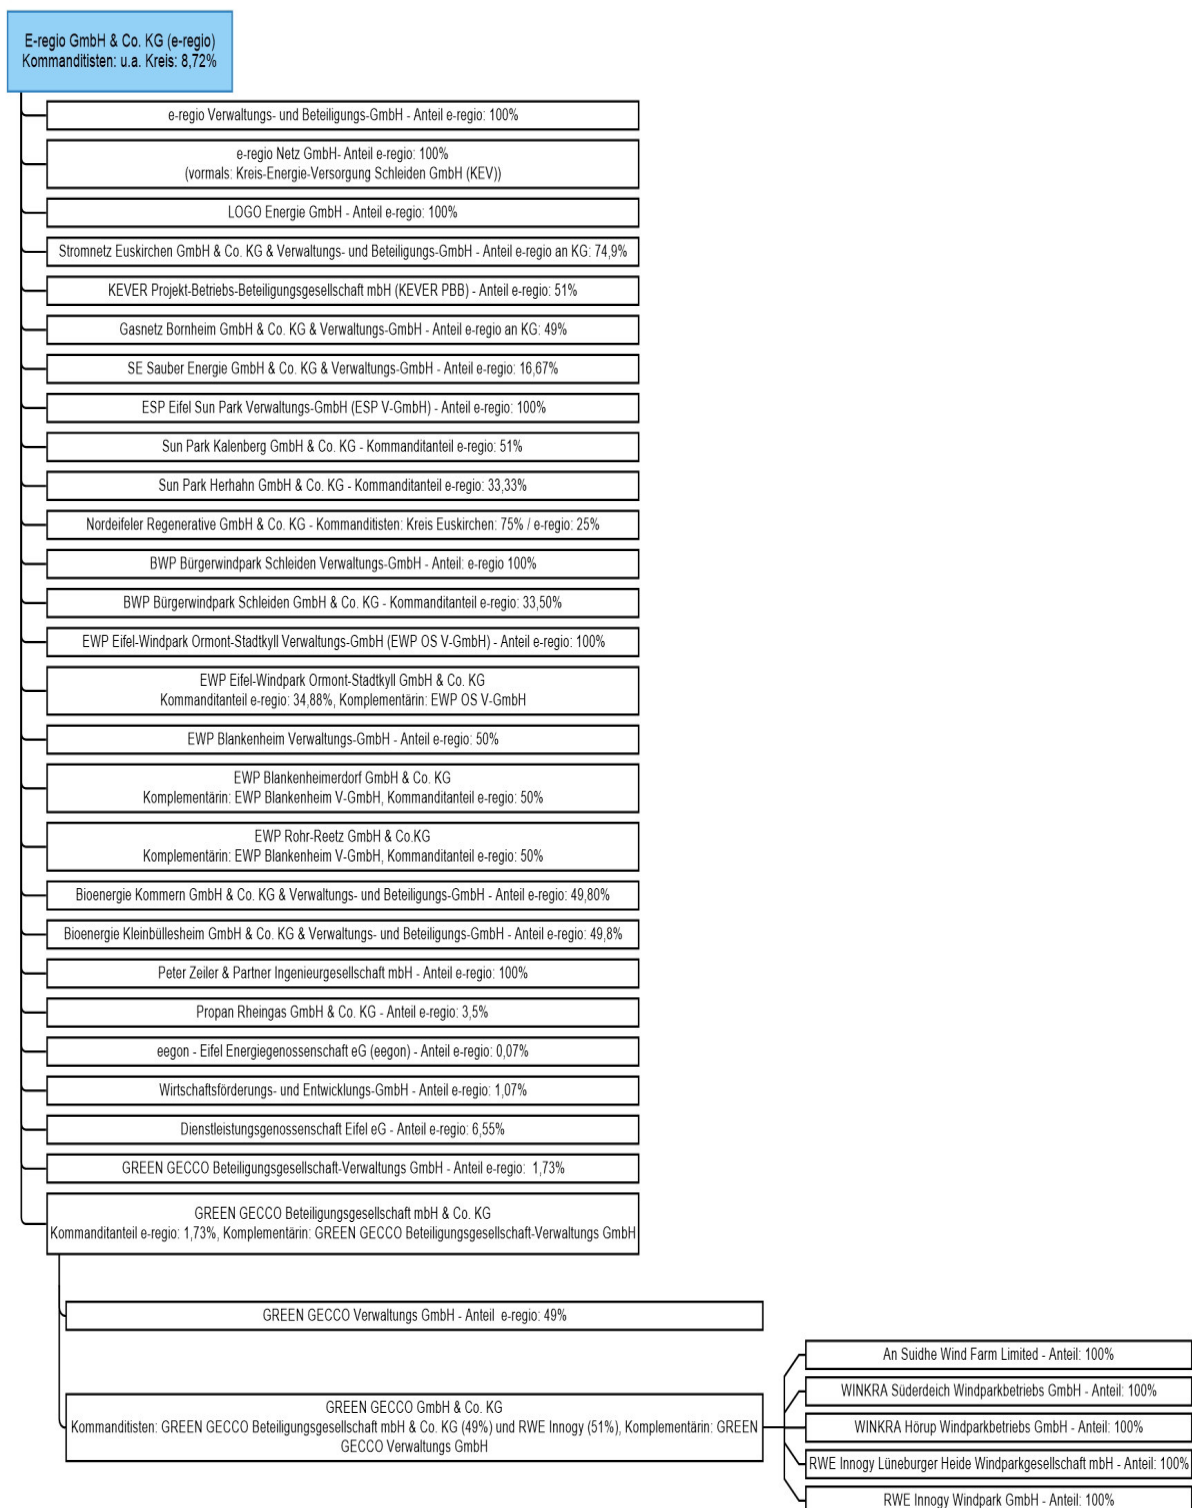 E-regio GmbH & Co. KG (e-regio)
Kommanditisten: u.a. Kreis: 8,72%
e-regio Verwaltungs- und Beteiligungs-GmbH - Anteil e-regio: 100%
e-regio Netz GmbH- Anteil e-regio: 100%
(vormals: Kreis-Energie-Versorgung Schleiden GmbH (KEV))
LOGO Energie GmbH - Anteil e-regio: 100%
Stromnetz Euskirchen GmbH & Co. KG & Verwaltungs- und Beteiligungs-GmbH - Anteil e-regio an KG: 74,9%
KEVER Projekt-Betriebs-Beteiligungsgesellschaft mbH (KEVER PBB) - Anteil e-regio: 51%
Gasnetz Bornheim GmbH & Co. KG & Verwaltungs-GmbH - Anteil e-regio an KG: 49%
SE Sauber Energie GmbH & Co. KG & Verwaltungs-GmbH - Anteil e-regio: 16,67%
ESP Eifel Sun Park Verwaltungs-GmbH (ESP V-GmbH) - Anteil e-regio: 100%
Sun Park Kalenberg GmbH & Co. KG - Kommanditanteil e-regio: 51%
Sun Park Herhahn GmbH & Co. KG - Kommanditanteil e-regio: 33,33%
Nordeifeler Regenerative GmbH & Co. KG - Kommanditisten: Kreis Euskirchen: 75% / e-regio: 25%
BWP Bürgerwindpark Schleiden Verwaltungs-GmbH - Anteil: e-regio 100%
BWP Bürgerwindpark Schleiden GmbH & Co. KG - Kommanditanteil e-regio: 33,50%
EWP Eifel-Windpark Ormont-Stadtkyll Verwaltungs-GmbH (EWP OS V-GmbH) - Anteil e-regio: 100%
EWP Eifel-Windpark Ormont-Stadtkyll GmbH & Co. KG
Kommanditanteil e-regio: 34,88%, Komplementärin: EWP OS V-GmbH
EWP Blankenheim Verwaltungs-GmbH - Anteil e-regio: 50%
EWP Blankenheimerdorf GmbH & Co. KG
Komplementärin: EWP Blankenheim V-GmbH, Kommanditanteil e-regio: 50%
EWP Rohr-Reetz GmbH & Co.KG
Komplementärin: EWP Blankenheim V-GmbH, Kommanditanteil e-regio: 50%
Bioenergie Kommern GmbH & Co. KG & Verwaltungs- und Beteiligungs-GmbH - Anteil e-regio: 49,80%
Bioenergie Kleinbüllesheim GmbH & Co. KG & Verwaltungs- und Beteiligungs-GmbH - Anteil e-regio: 49,8%
Peter Zeiler & Partner Ingenieurgesellschaft mbH - Anteil e-regio: 100%
Propan Rheingas GmbH & Co. KG - Anteil e-regio: 3,5%
eegon - Eifel Energiegenossenschaft eG (eegon) - Anteil e-regio: 0,07%
Wirtschaftsförderungs- und Entwicklungs-GmbH - Anteil e-regio: 1,07%
Dienstleistungsgenossenschaft Eifel eG - Anteil e-regio: 6,55%
GREEN GECCO Beteiligungsgesellschaft-Verwaltungs GmbH - Anteil e-regio: 1,73%
GREEN GECCO Beteiligungsgesellschaft mbH & Co. KG
Kommanditanteil e-regio: 1,73%, Komplementärin: GREEN GECCO Beteiligungsgesellschaft-Verwaltungs GmbH
GREEN GECCO Verwaltungs GmbH - Anteil e-regio: 49%
GREEN GECCO GmbH & Co. KG
Kommanditisten: GREEN GECCO Beteiligungsgesellschaft mbH & Co. KG (49%) und RWE Innogy (51%), Komplementärin: GREEN
GECCO Verwaltungs GmbH
An Suidhe Wind Farm Limited - Anteil: 100%
WINKRA Süderdeich Windparkbetriebs GmbH - Anteil: 100%
WINKRA Hörup Windparkbetriebs GmbH - Anteil: 100%
RWE Innogy Lüneburger Heide Windparkgesellschaft mbH - Anteil: 100%
RWE Innogy Windpark GmbH - Anteil: 100%